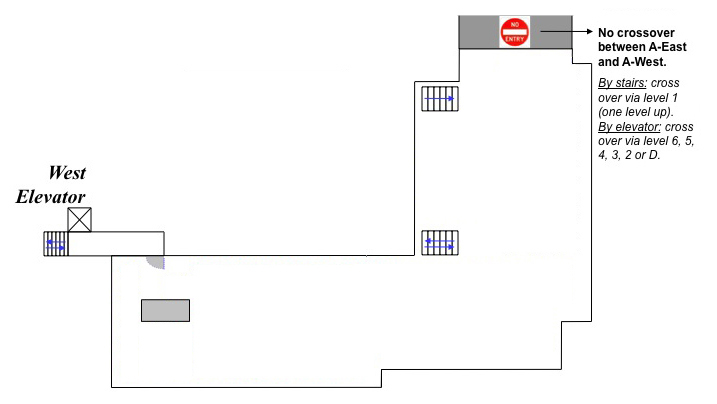 NO
ENTRY
No crossover
between A-East
and A-West.
By stairs: cross
over via level 1
(one level up).
By elevator: cross
over via level 6, 5,
4, 3, 2 or D.
West
Elevator